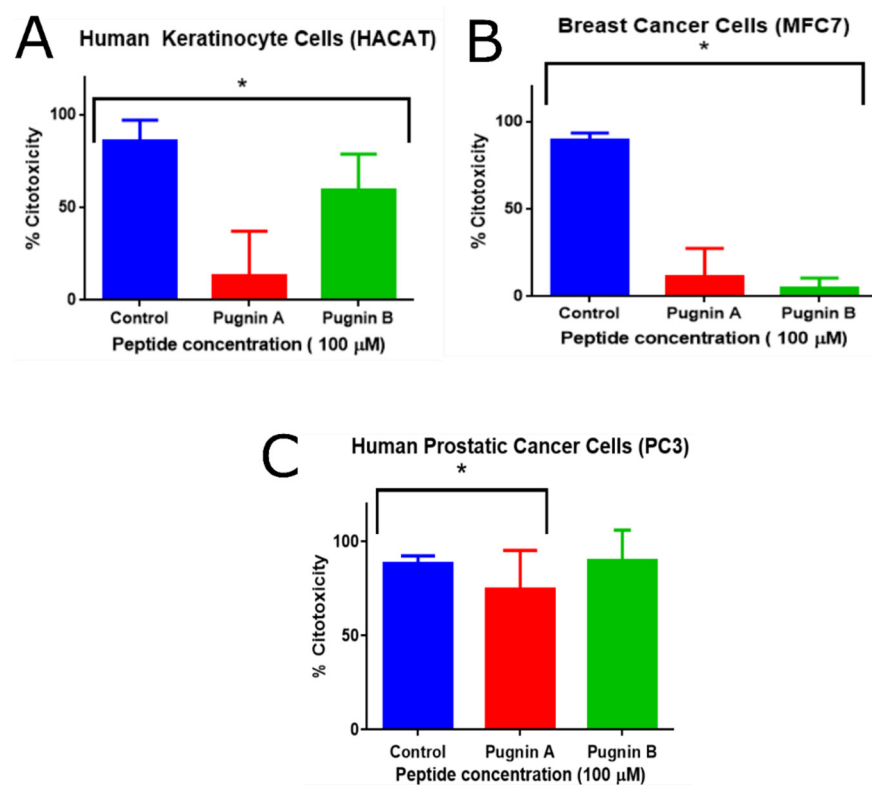 A
Human Keratinocyte Cells (HACAT)
*
% Citotoxicity
100
50
0
Control Pugnin A Pugnin B
Peptide concentration ( 100 µM)
B
Breast Cancer Cells (MFC7)
*
% Citotoxicity
100
50
0
Control Pugnin A Pugnin B
Peptide concentration ( 100 µM)
C
Human Prostatic Cancer Cells (PC3)
*
% Citotoxicity
100
50
0
Control Pugnin A Pugnin B
Peptide concentration (100 µM)